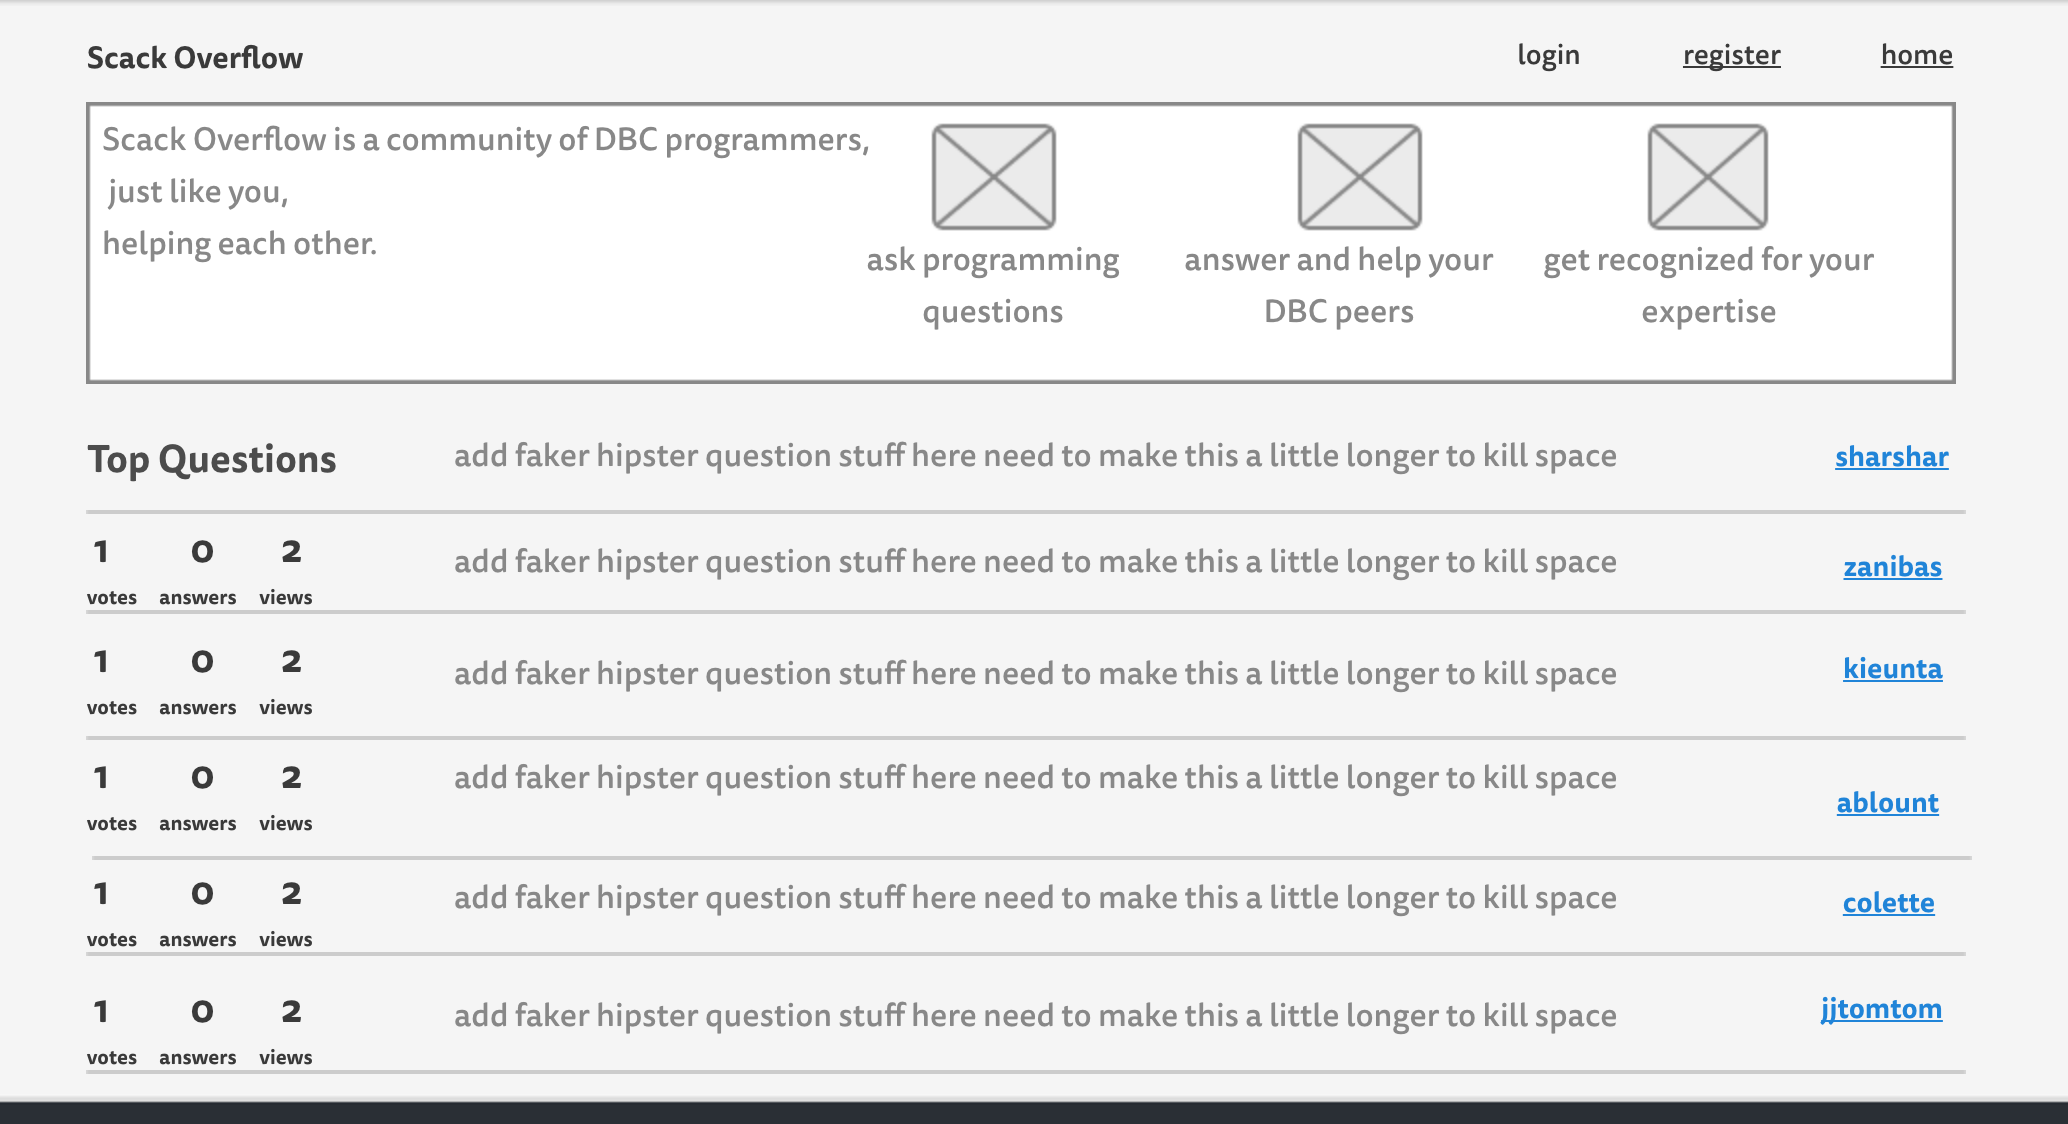 Scack Overflow login register home
Scack Overflow is a community of DBC programmers,
just like you,
helping each other.
ask programming
questions
answer and help your
DBC peers
get recognized for your
expertise
Top Questions add faker hipster question stuff here need to make this a little longer to kill space sharshar
1 0 2 add faker hipster question stuff here need to make this a little longer to kill space zanibas
votes answers views
1 0 2 add faker hipster question stuff here need to make this a little longer to kill space kieunta
votes answers views
1 0 2 add faker hipster question stuff here need to make this a little longer to kill space ablount
votes answers views
1 0 2 add faker hipster question stuff here need to make this a little longer to kill space colette
votes answers views
1 0 2 add faker hipster question stuff here need to make this a little longer to kill space jjtomtom
votes answers views